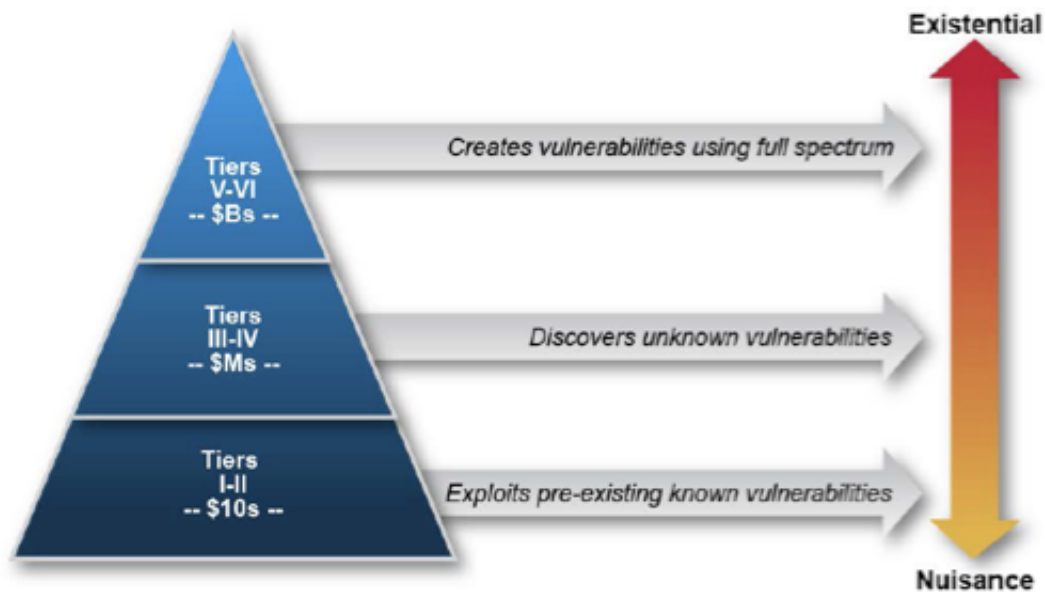 Existential
Creates vulnerabilities using full spectrum
Tiers
V-VI
-- $Bs --
Tiers
III-IV
-- $Ms --
Discovers unknown vulnerabilities
Tiers
I-II
-- $10s --
Exploits pre-existing known vulnerabilities
Nuisance